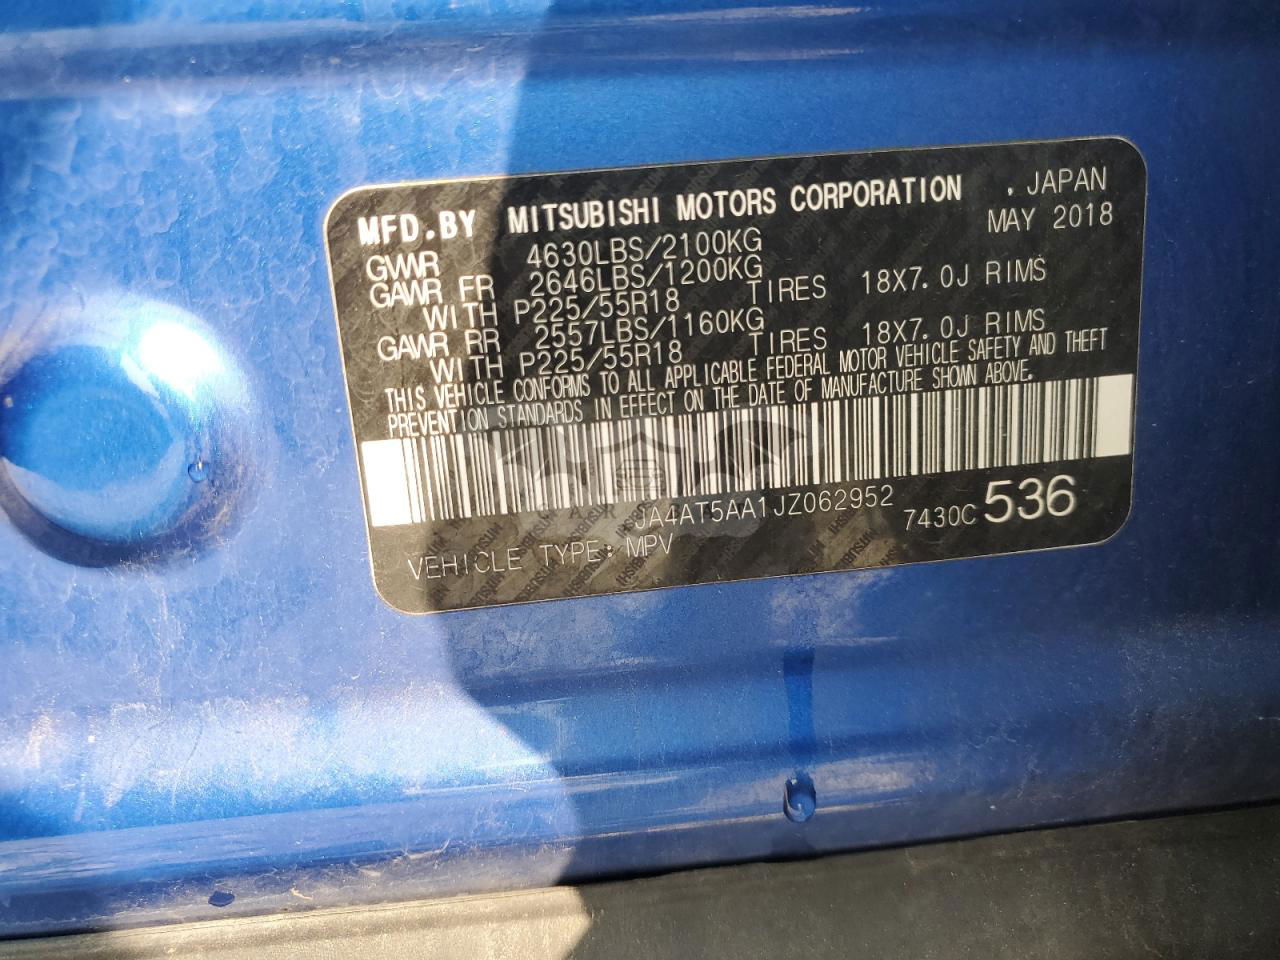 MFD.BY MITSUBISHI MOTORS CORPORATION . JAPAN
GVWR 4630LBS/2100KG MAY 2018
GAWR FR 2646LBS/1200KG
WITH P225/55R18 TIRES 18X7.0J RIMS
GAWR RR 2557LBS/1160KG
WITH P225/55R18 TIRES 18X7.0J RIMS
THIS VEHICLE CONFORMS TO ALL APPLICABLE FEDERAL MOTOR VEHICLE SAFETY AND THEFT
PREVENTION STANDARDS IN EFFECT ON THE DATE OF MANUFACTURE SHOWN ABOVE.
JA4AT5AA1JZ062952 7430C 536
VEHICLE TYPE: MPV